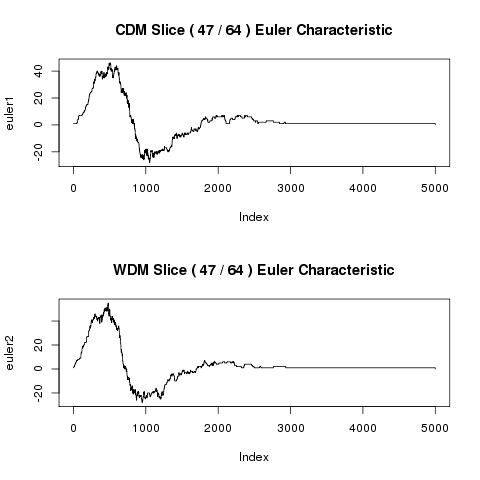 CDM Slice ( 47 / 64 ) Euler Characteristic
euler1
40
20
0
-20
0 1000 2000 3000 4000 5000
Index
WDM Slice ( 47 / 64 ) Euler Characteristic
euler2
20
0
-20
0 1000 2000 3000 4000 5000
Index